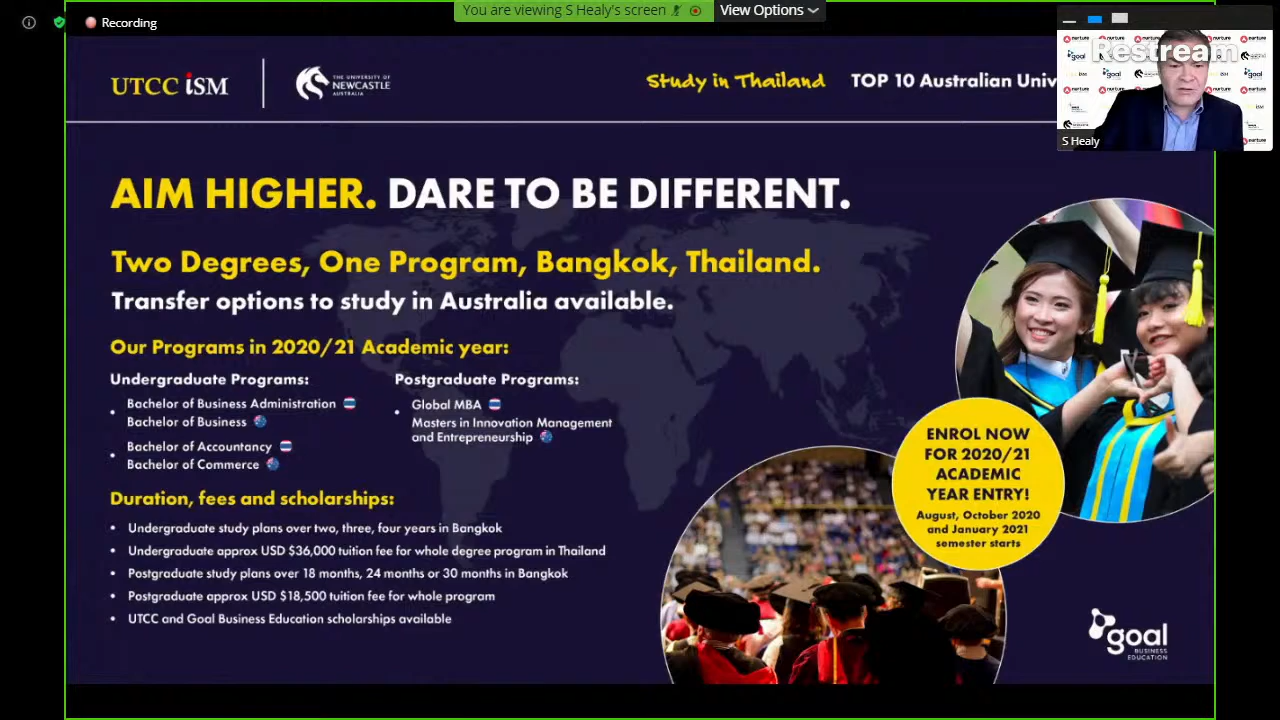 You are viewing S Healy's screen
View Options
Recording
Restream
S Healy
UTCC iSM
THE UNIVERSITY OF
NEWCASTLE
AUSTRALIA
Study in Thailand
TOP 10 Australian Univ
AIM HIGHER. DARE TO BE DIFFERENT.
Two Degrees, One Program, Bangkok, Thailand.
Transfer options to study in Australia available.
Our Programs in 2020/21 Academic year:
Undergraduate Programs:
• Bachelor of Business Administration
Bachelor of Business
• Bachelor of Accountancy
Bachelor of Commerce
Postgraduate Programs:
• Global MBA
Masters in Innovation Management
and Entrepreneurship
Duration, fees and scholarships:
• Undergraduate study plans over two, three, four years in Bangkok
• Undergraduate approx USD $36,000 tuition fee for whole degree program in Thailand
• Postgraduate study plans over 18 months, 24 months or 30 months in Bangkok
• Postgraduate approx USD $18,500 tuition fee for whole program
• UTCC and Goal Business Education scholarships available
ENROL NOW
FOR 2020/21
ACADEMIC
YEAR ENTRY!
August, October 2020
and January 2021
semester starts
goal
BUSINESS
EDUCATION